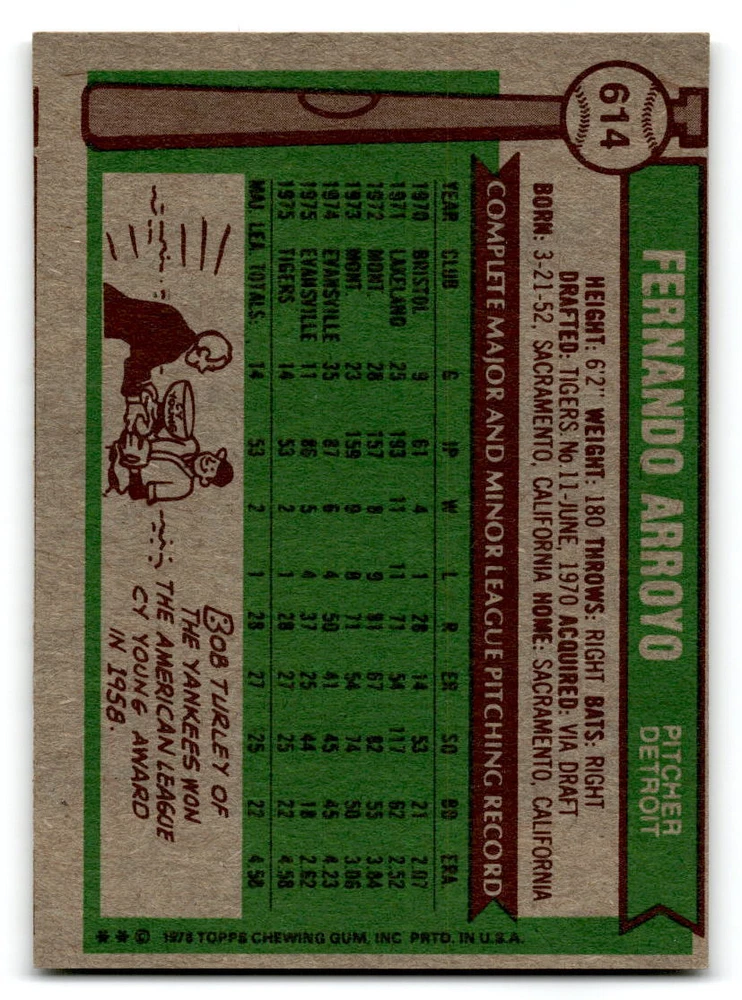 614
FERNANDO ARROYO
PITCHER
DETROIT
HEIGHT: 6'2" WEIGHT: 180 THROWS: RIGHT BATS: RIGHT
DRAFTED: TIGERS No.11-JUNE, 1970 ACQUIRED: VIA DRAFT
BORN: 3-21-52, SACRAMENTO, CALIFORNIA HOME: SACRAMENTO, CALIFORNIA
COMPLETE MAJOR AND MINOR LEAGUE PITCHING RECORD
YEAR CLUB G IP W L R ER SO BB ERA
1970 BRISTOL 9 61 4 1 28 14 53 21 2.07
1971 LAKELAND 25 193 11 11 71 54 117 62 2.52
1972 MONT. 28 157 8 9 81 67 82 55 3.84
1973 MONT. 23 159 9 8 71 54 74 50 3.06
1974 EVANSVILLE 35 87 6 4 50 41 45 45 4.23
1975 EVANSVILLE 11 86 5 4 37 25 44 18 2.62
1975 TIGERS 14 53 2 1 28 27 25 22 4.58
MAJ. LEA. TOTALS: 14 53 2 1 28 27 25 22 4.58
CY YOUNG
BOB TURLEY OF
THE YANKEES WON
THE AMERICAN LEAGUE
CY YOUNG AWARD
IN 1958.
** © 1976 TOPPS CHEWING GUM, INC. PRTD. IN U.S.A.